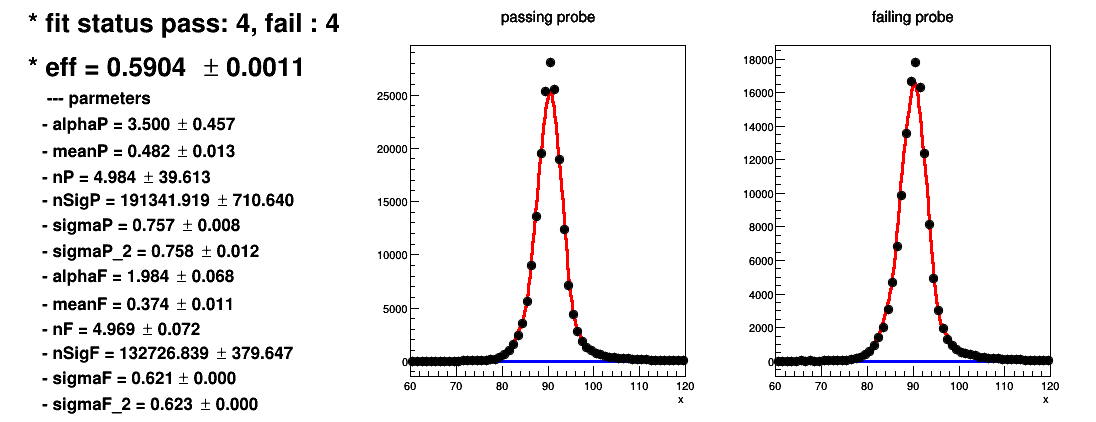 * fit status pass: 4, fail : 4
* eff = 0.5904 ± 0.0011
--- parmeters
- alphaP = 3.500 ± 0.457
- meanP = 0.482 ± 0.013
- nP = 4.984 ± 39.613
- nSigP = 191341.919 ± 710.640
- sigmaP = 0.757 ± 0.008
- sigmaP_2 = 0.758 ± 0.012
- alphaF = 1.984 ± 0.068
- meanF = 0.374 ± 0.011
- nF = 4.969 ± 0.072
- nSigF = 132726.839 ± 379.647
- sigmaF = 0.621 ± 0.000
- sigmaF_2 = 0.623 ± 0.000
passing probe
25000
20000
15000
10000
5000
0
60 70 80 90 100 110 120
x
failing probe
18000
16000
14000
12000
10000
8000
6000
4000
2000
0
60 70 80 90 100 110 120
x